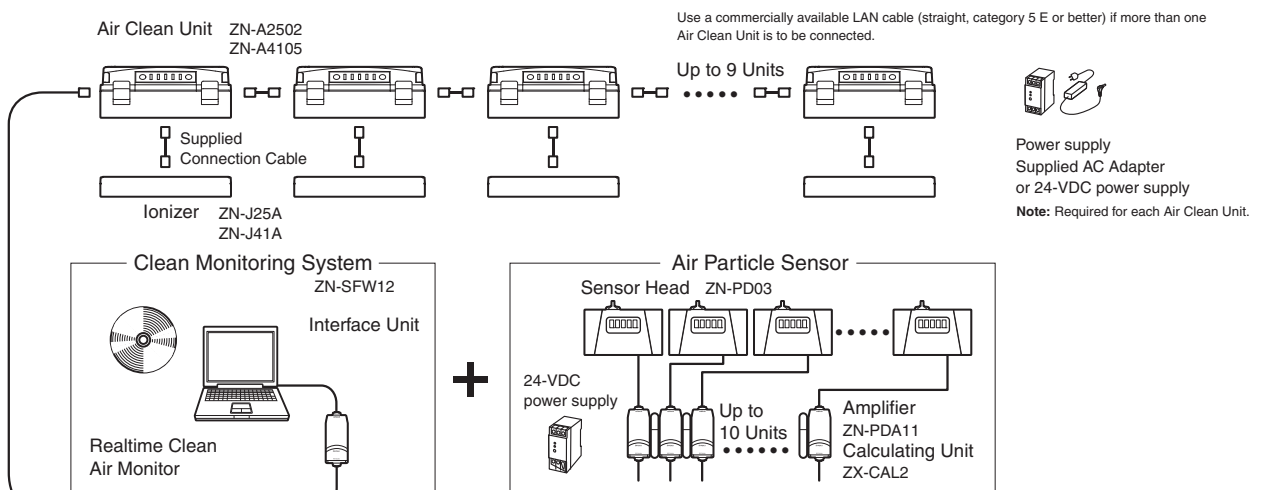 Air Clean Unit ZN-A2502
ZN-A4105
Use a commercially available LAN cable (straight, category 5 E or better) if more than one
Air Clean Unit is to be connected.
Up to 9 Units
Supplied
Connection Cable
Ionizer ZN-J25A
ZN-J41A
Power supply
Supplied AC Adapter
or 24-VDC power supply
Note: Required for each Air Clean Unit.
Clean Monitoring System
ZN-SFW12
Interface Unit
Realtime Clean
Air Monitor
Air Particle Sensor
Sensor Head ZN-PD03
24-VDC
power supply
Up to
10 Units
Amplifier
ZN-PDA11
Calculating Unit
ZX-CAL2